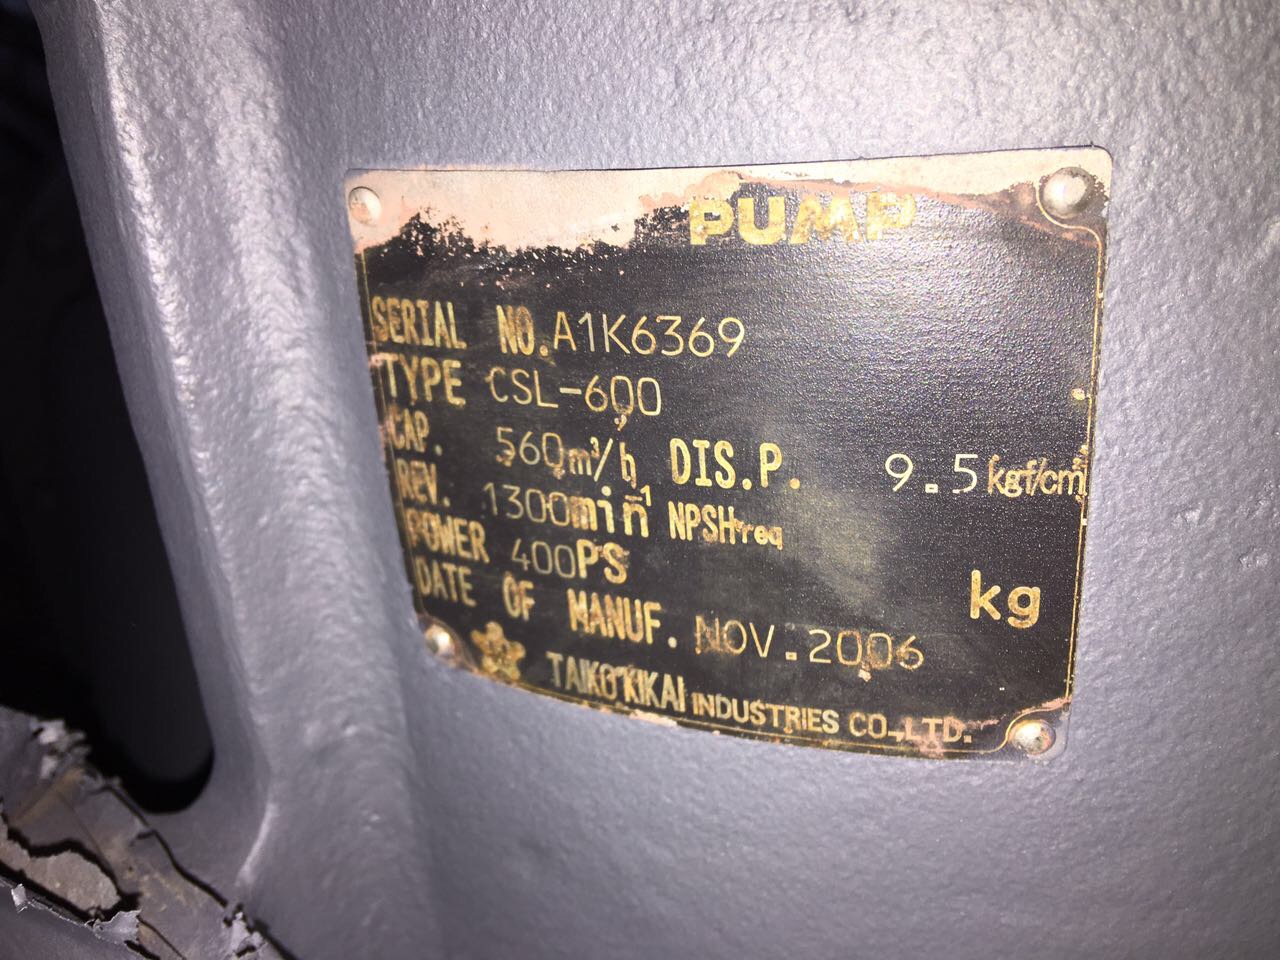 PUMP
SERIAL NO. A1K6369
TYPE CSL-600
CAP. 560m³/h DIS.P. 9.5kgf/cm²
REV. 1300min⁻¹ NPSHreq
POWER 400PS kg
DATE OF MANUF. NOV.2006
TAIKO KIKAI INDUSTRIES CO.,LTD.